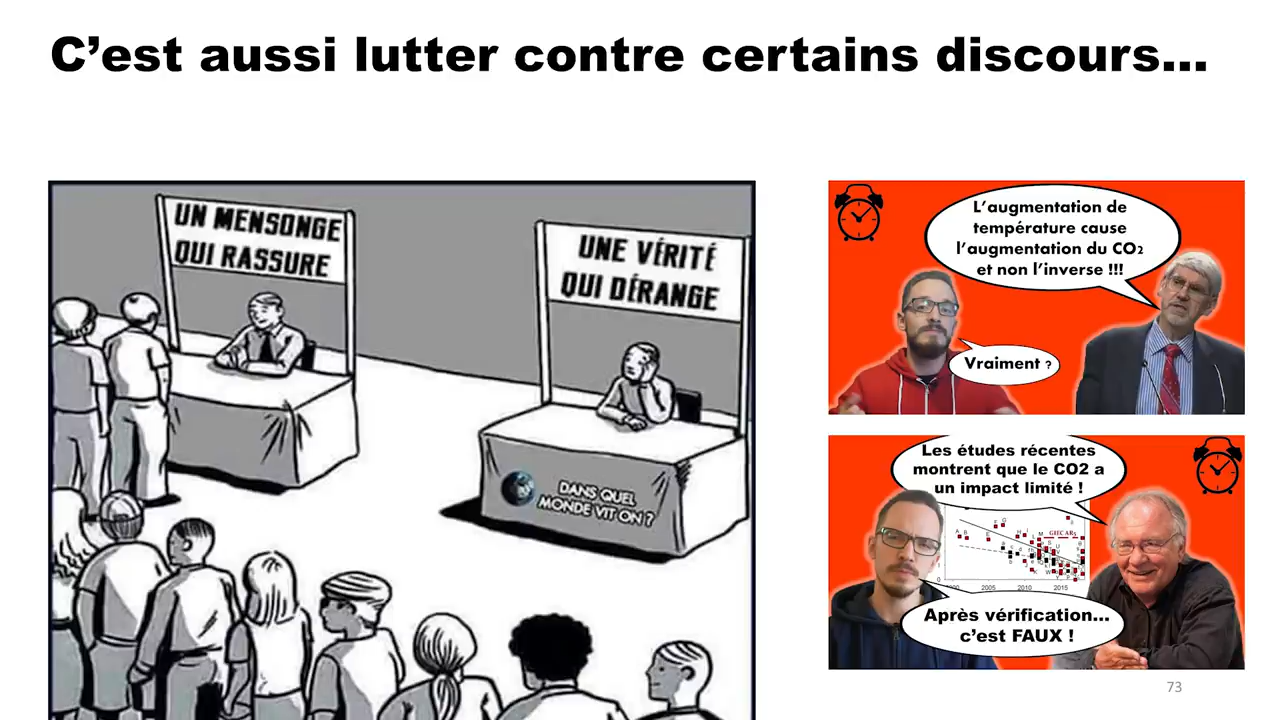 C’est aussi lutter contre certains discours...
UN MENSONGE
QUI RASSURE
UNE VÉRITÉ
QUI DÉRANGE
DANS QUEL
MONDE VIT ON ?
L’augmentation de
température cause
l’augmentation du CO2
et non l’inverse !!!
Vraiment ?
Les études récentes
montrent que le CO2 a
un impact limité !
GIEC AR5
2005 2010 2015
Après vérification...
c’est FAUX !
73